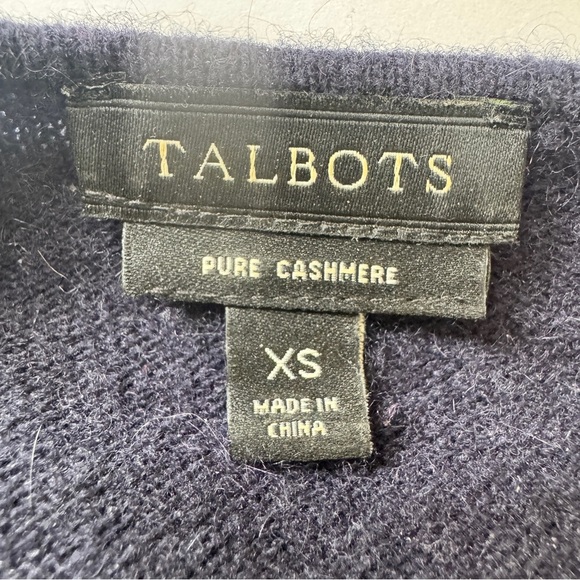 TALBOTS
PURE CASHMERE
XS
MADE IN
CHINA